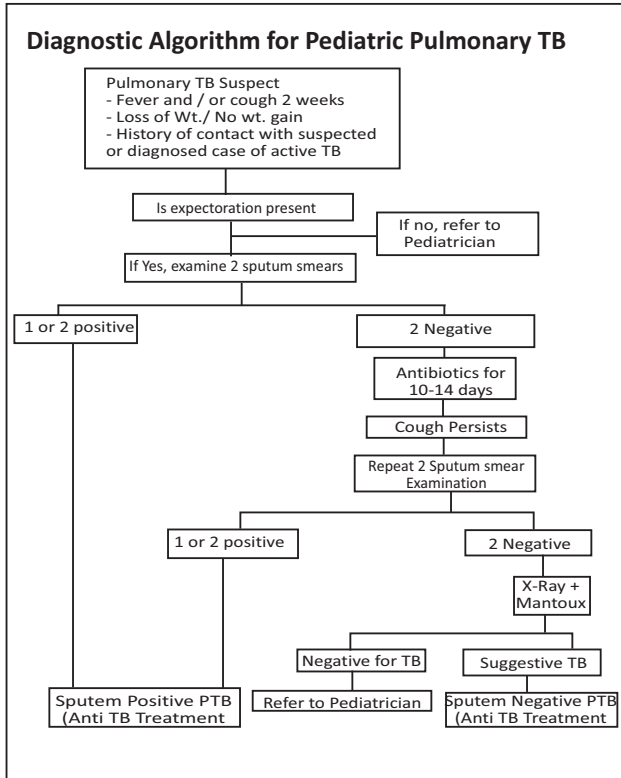 Diagnostic Algorithm for Pediatric Pulmonary TB
Pulmonary TB Suspect
- Fever and / or cough 2 weeks
- Loss of Wt./ No wt. gain
- History of contact with suspected
or diagnosed case of active TB
Is expectoration present
If no, refer to
Pediatrician
If Yes, examine 2 sputum smears
1 or 2 positive
2 Negative
Antibiotics for
10-14 days
Cough Persists
Repeat 2 Sputum smear
Examination
1 or 2 positive
2 Negative
X-Ray +
Mantoux
Negative for TB
Suggestive TB
Refer to Pediatrician
Sputem Positive PTB
(Anti TB Treatment
Sputem Negative PTB
(Anti TB Treatment